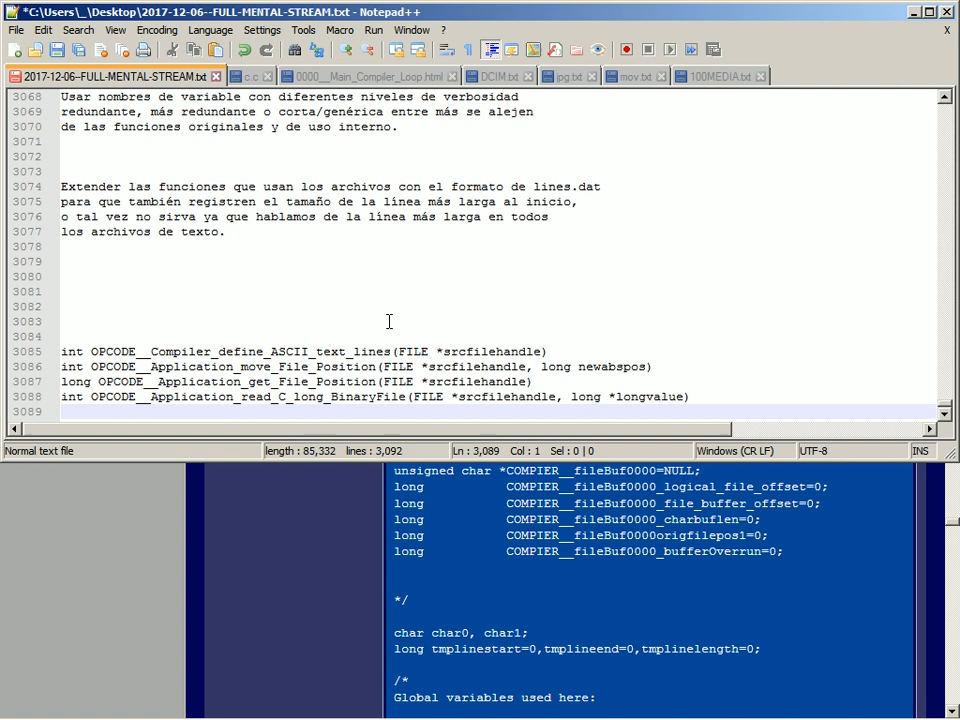 *C:\Users\_\Desktop\2017-12-06--FULL-MENTAL-STREAM.txt - Notepad++
File Edit Search View Encoding Language Settings Tools Macro Run Window ? X
2017-12-06--FULL-MENTAL-STREAM.txt c.c 0000__Main_Compiler_Loop.html DCIM.txt jpg.txt mov.txt 100MEDIA.txt
3068 Usar nombres de variable con diferentes niveles de verbosidad
3069 redundante, más redundante o corta/genérica entre más se alejen
3070 de las funciones originales y de uso interno.
3071
3072
3073
3074 Extender las funciones que usan los archivos con el formato de lines.dat
3075 para que también registren el tamaño de la línea más larga al inicio,
3076 o tal vez no sirva ya que hablamos de la línea más larga en todos
3077 los archivos de texto.
3078
3079
3080
3081
3082
3083
3084
3085 int OPCODE__Compiler_define_ASCII_text_lines(FILE *srcfilehandle)
3086 int OPCODE__Application_move_File_Position(FILE *srcfilehandle, long newabspos)
3087 long OPCODE__Application_get_File_Position(FILE *srcfilehandle)
3088 int OPCODE__Application_read_C_long_BinaryFile(FILE *srcfilehandle, long *longvalue)
3089
Normal text file length : 85,332 lines : 3,092 Ln : 3,089 Col : 1 Sel : 0 | 0 Windows (CR LF) UTF-8 INS
unsigned char *COMPIER__fileBuf0000=NULL;
long COMPIER__fileBuf0000_logical_file_offset=0;
long COMPIER__fileBuf0000_file_buffer_offset=0;
long COMPIER__fileBuf0000_charbuflen=0;
long COMPIER__fileBuf0000origfilepos1=0;
long COMPIER__fileBuf0000_bufferOverrun=0;
*/
char char0, char1;
long tmplinestart=0,tmplineend=0,tmplinelength=0;
/*
Global variables used here: